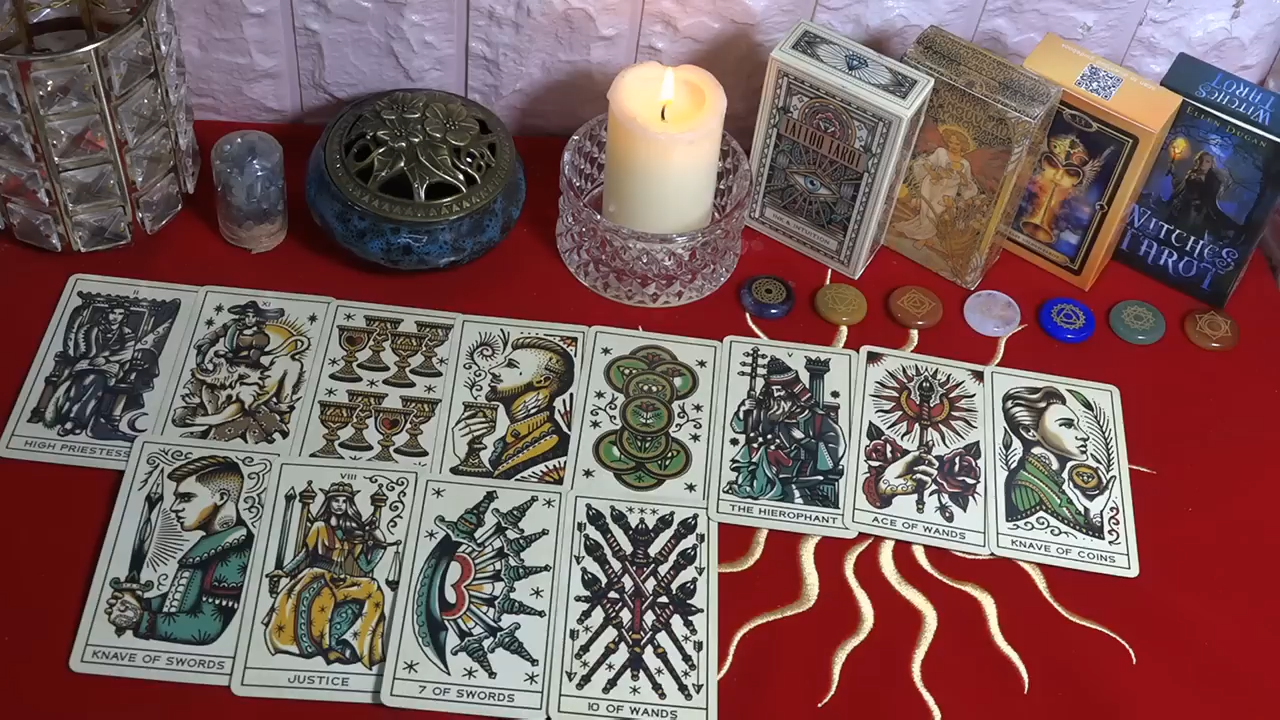 TATTOO TAROT
INK & INTUITION
WITCHES
TAROT
ELLEN DUGAN
WITCHES
TAROT
II
HIGH PRIESTESS
XI
V
THE HIEROPHANT
ACE OF WANDS
KNAVE OF COINS
KNAVE OF SWORDS
VIII
JUSTICE
7 OF SWORDS
10 OF WANDS